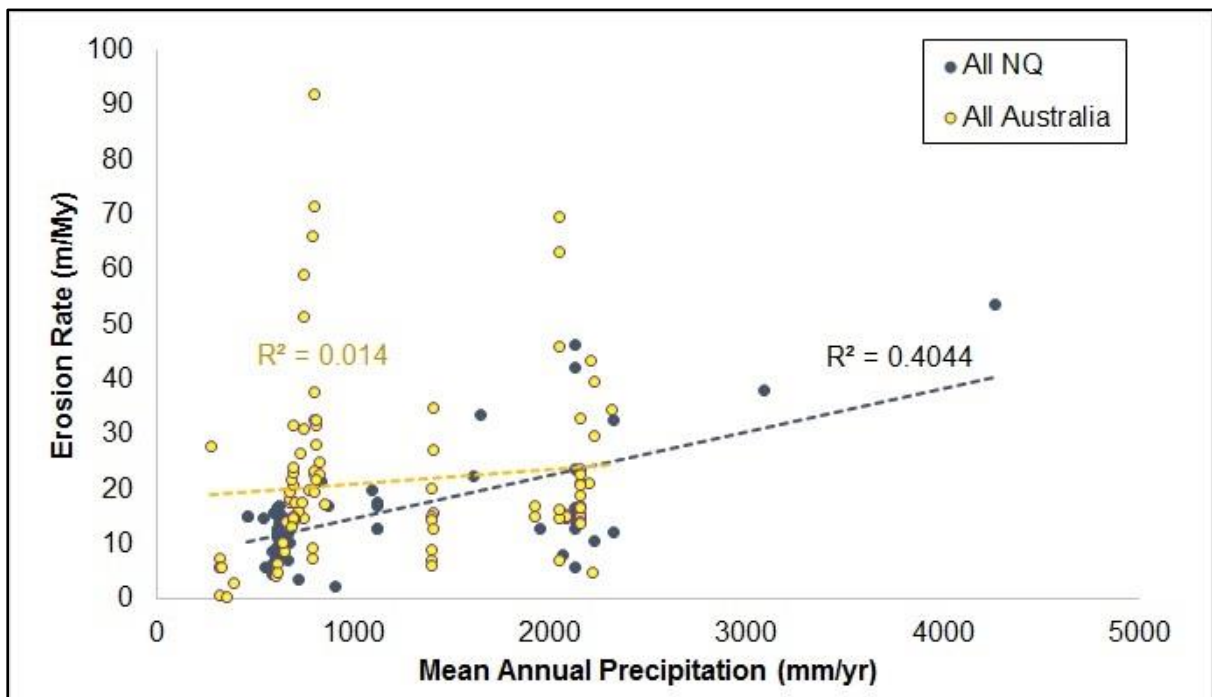 100
90
80
70
60
50
40
30
20
10
0
Erosion Rate (m/My)
All NQ
All Australia
R² = 0.014
R² = 0.4044
0 1000 2000 3000 4000 5000
Mean Annual Precipitation (mm/yr)